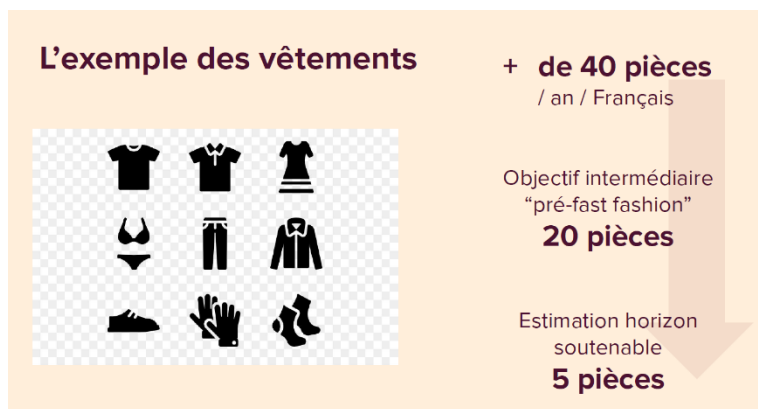 L’exemple des vêtements
+ de 40 pièces
/ an / Français
Objectif intermédiaire
“pré-fast fashion”
20 pièces
Estimation horizon
soutenable
5 pièces